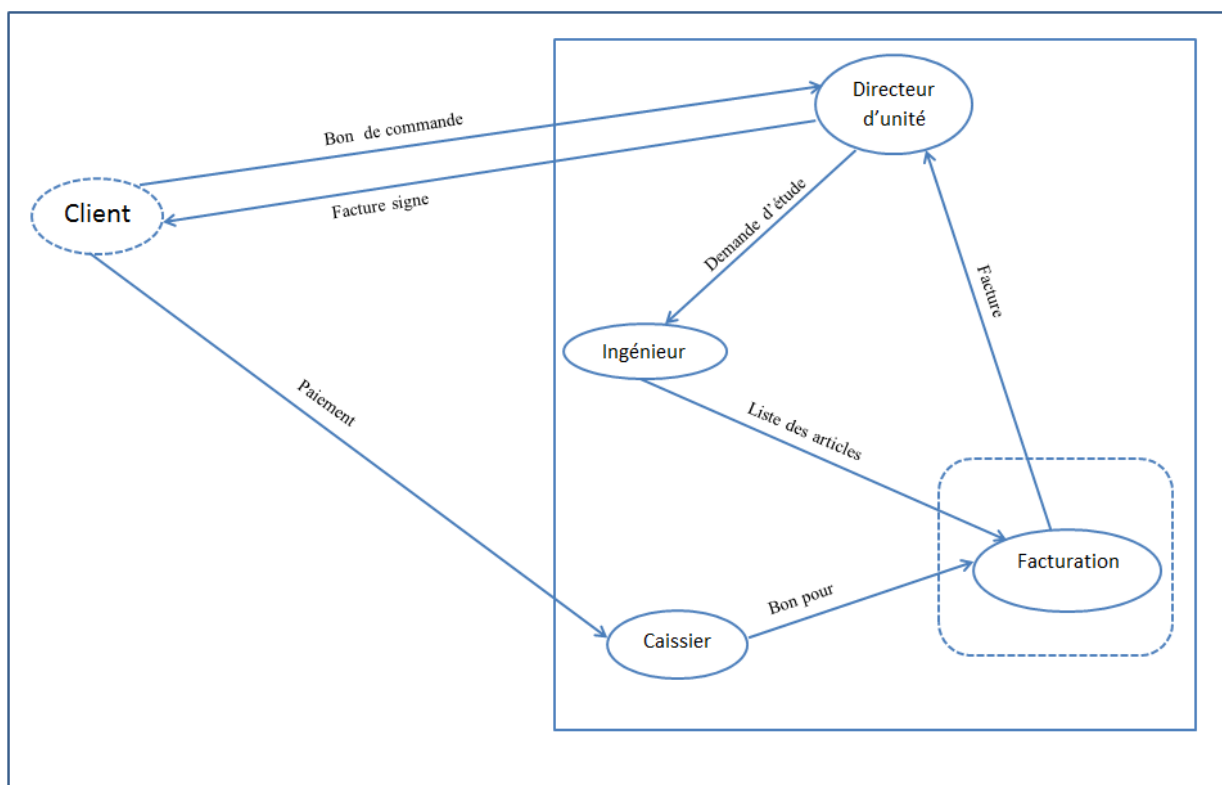 Directeur
d'unité
Bon de commande
Client
Facture signe
Demande d'étude
Facture
Ingénieur
Paiement
Liste des articles
Facturation
Bon pour
Caissier